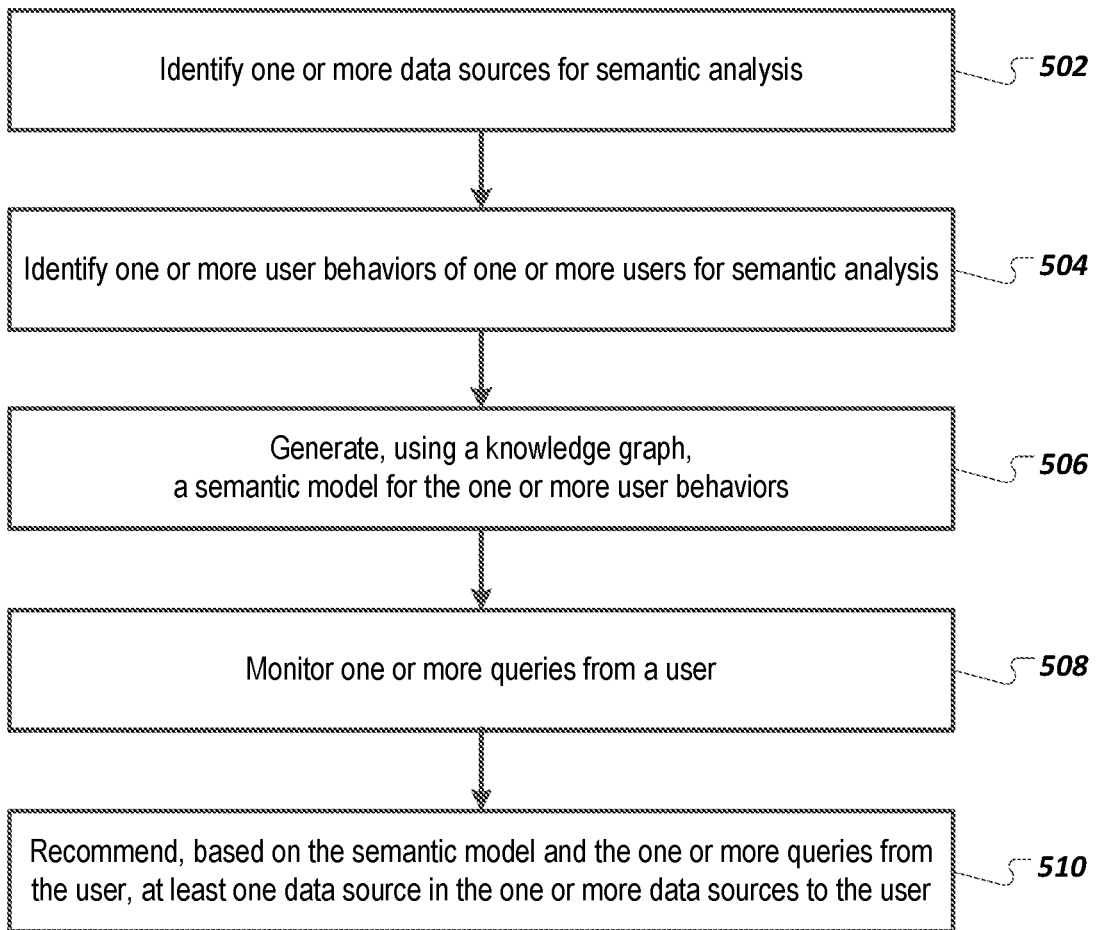 Identify one or more data sources for semantic analysis
502
Identify one or more user behaviors of one or more users for semantic analysis
504
Generate, using a knowledge graph,
a semantic model for the one or more user behaviors
506
Monitor one or more queries from a user
508
Recommend, based on the semantic model and the one or more queries from
the user, at least one data source in the one or more data sources to the user
510